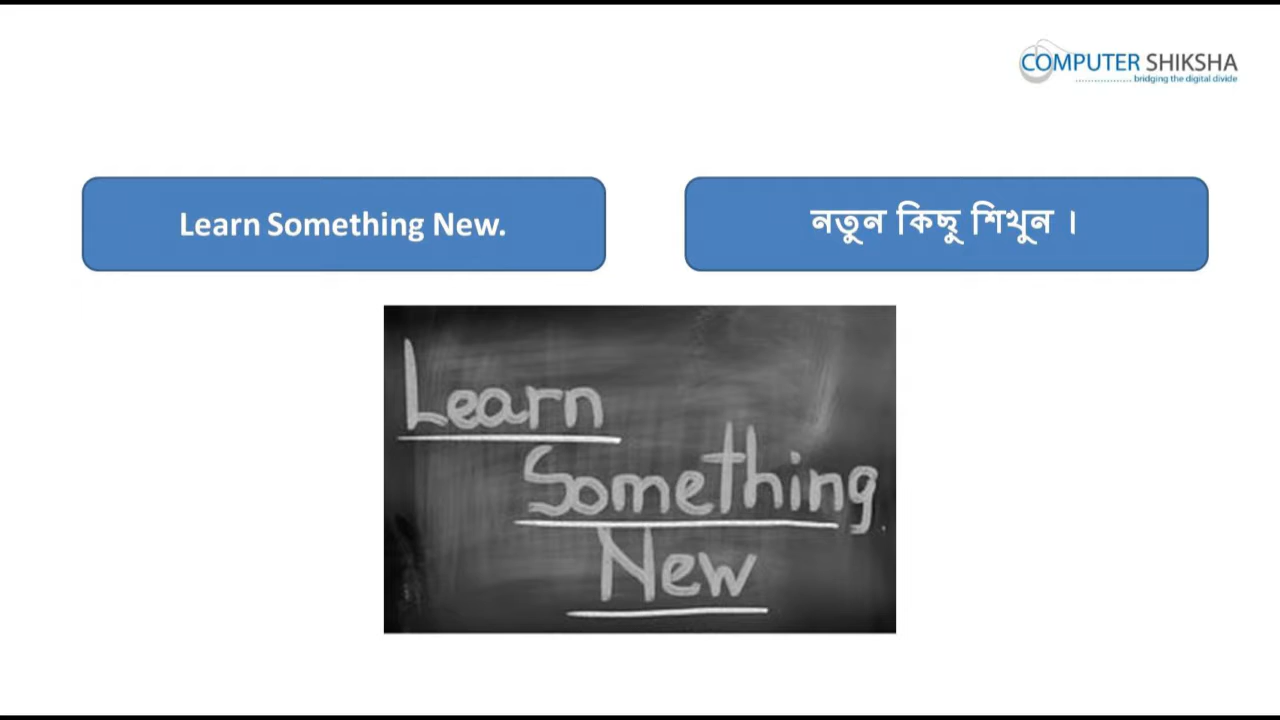 COMPUTER SHIKSHA
bridging the digital divide
Learn Something New.
নতুন কিছু শিখুন ।
Learn
Something
New